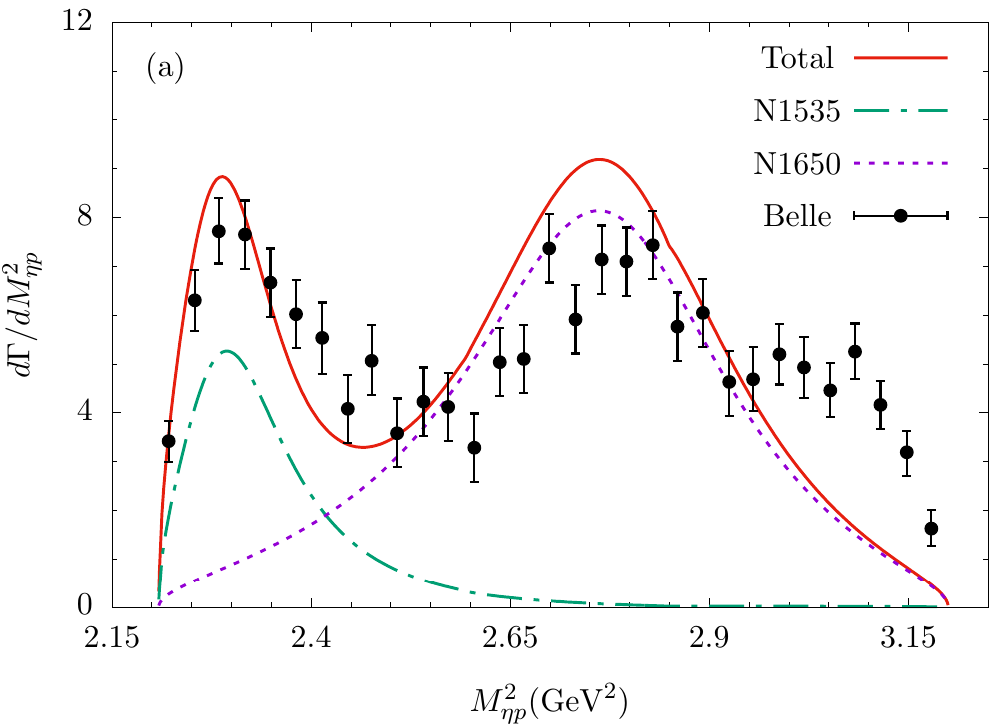 12
(a)
Total
N1535
N1650
Belle
8
4
0
dΓ/dM²ηp
2.15 2.4 2.65 2.9 3.15
M²ηp(GeV²)